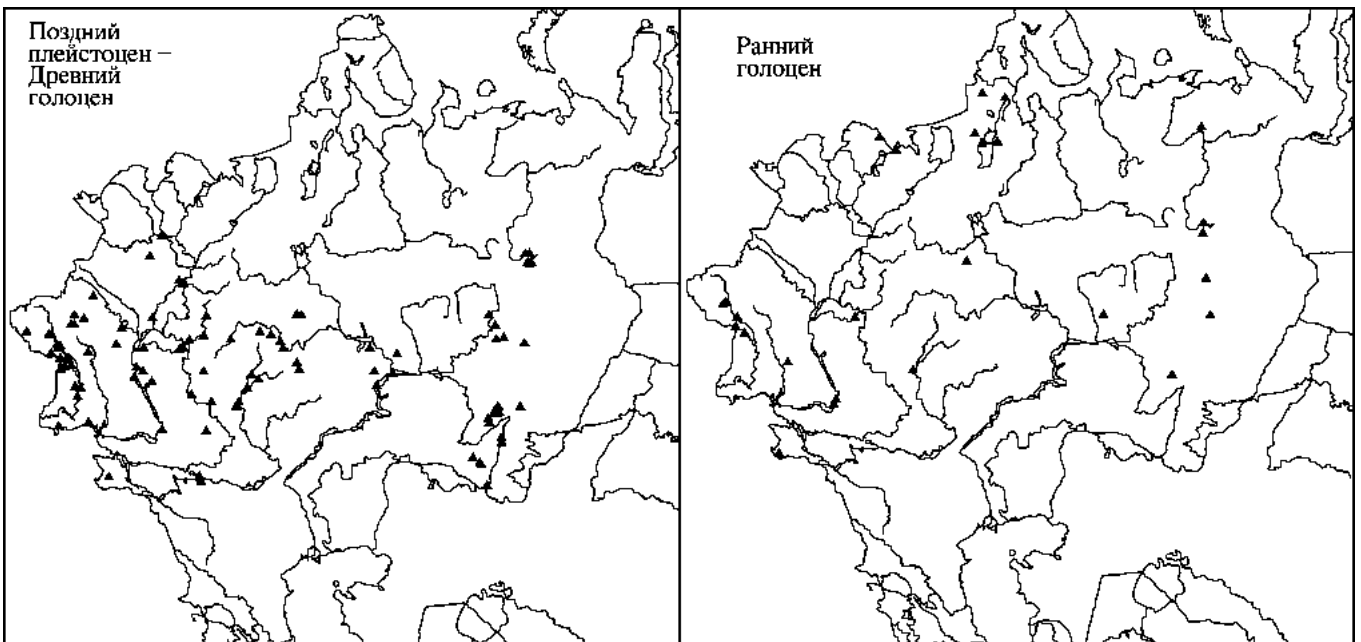 Поздний
плейстоцен –
Древний
голоцен
Ранний
голоцен